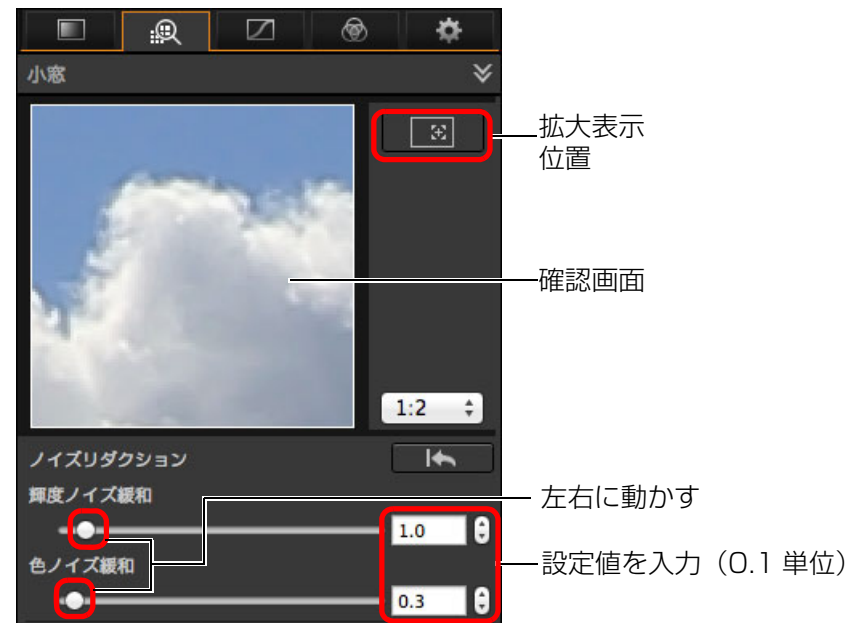 小窓
拡大表示
位置
確認画面
1:2
ノイズリダクション
輝度ノイズ緩和
左右に動かす
1.0
設定値を入力（0.1 単位）
色ノイズ緩和
0.3